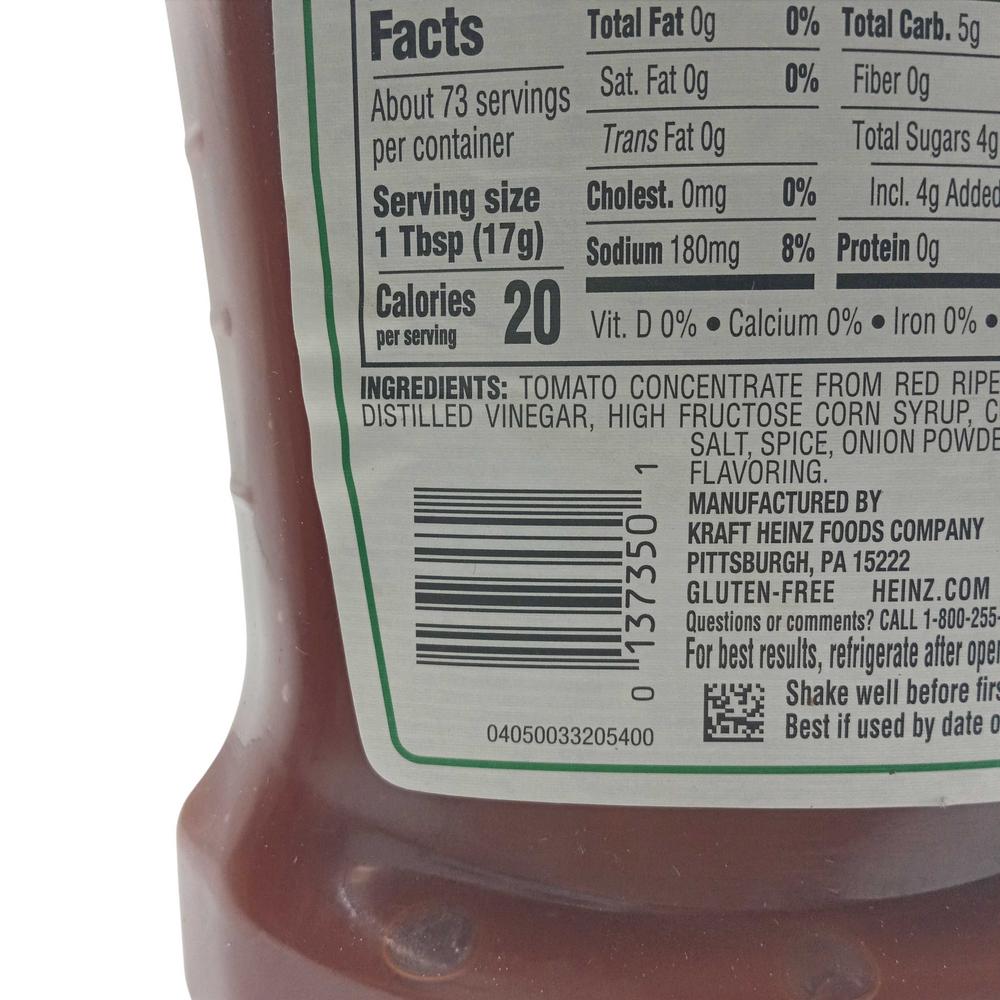 Facts
About 73 servings
per container
Serving size
1 Tbsp (17g)
Calories 20
per serving
Total Fat 0g 0%
Sat. Fat 0g 0%
Trans Fat 0g
Cholest. 0mg 0%
Sodium 180mg 8%
Total Carb. 5g
Fiber 0g
Total Sugars 4g
Incl. 4g Added
Protein 0g
Vit. D 0% • Calcium 0% • Iron 0% •
INGREDIENTS: TOMATO CONCENTRATE FROM RED RIPE
DISTILLED VINEGAR, HIGH FRUCTOSE CORN SYRUP,
SALT, SPICE, ONION
FLAVORING.
MANUFACTURED BY
KRAFT HEINZ FOODS COMPANY
PITTSBURGH, PA 15222
GLUTEN-FREE HEINZ.COM
Questions or comments? CALL 1-800-255-
For best results, refrigerate after
Shake well before
Best if used by date
0 1373501
04050033205400